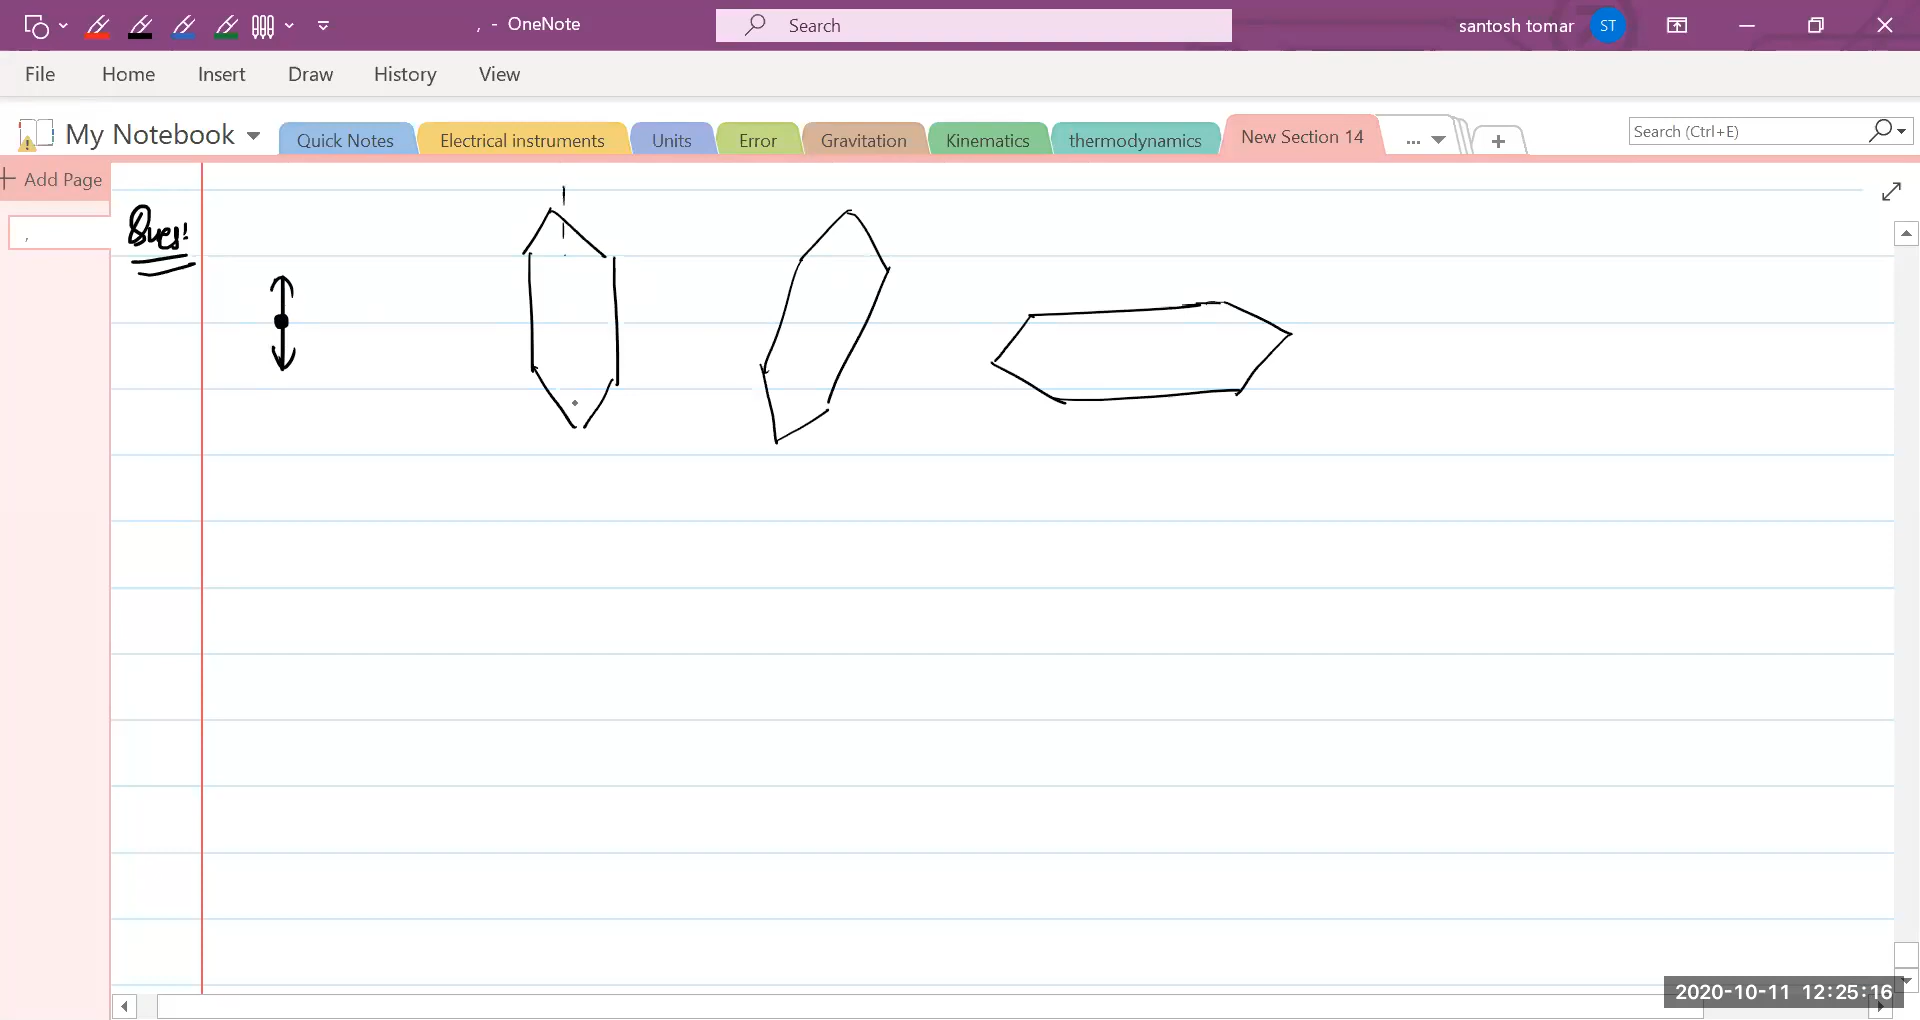 , - OneNote
Search
santosh tomar
ST
File Home Insert Draw History View
My Notebook
Quick Notes
Electrical instruments
Units
Error
Gravitation
Kinematics
thermodynamics
New Section 14
...
+
Search (Ctrl+E)
+ Add Page
,
Ques:
2020-10-11 12:25:16